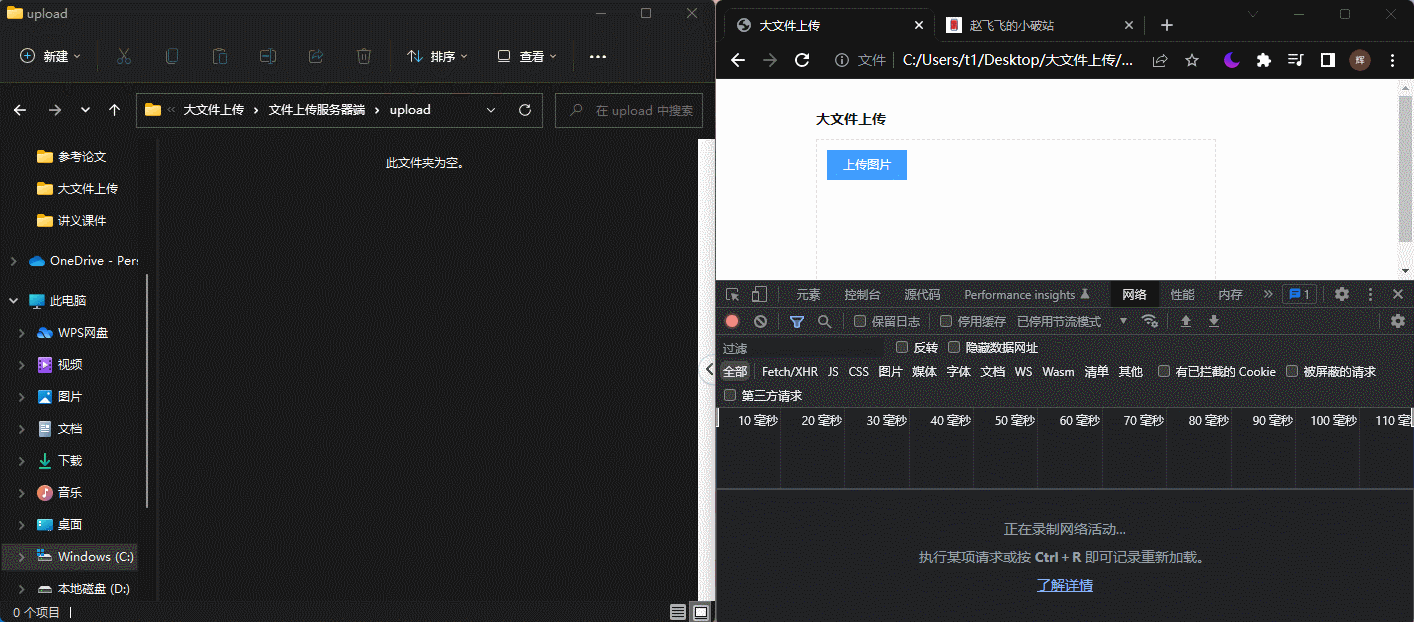 upload
新建
排序
查看
大文件上传
文件上传服务器端
upload
在 upload 中搜索
参考论文
大文件上传
讲义课件
OneDrive - Pers
此电脑
WPS网盘
视频
图片
文档
下载
音乐
桌面
Windows (C:)
本地磁盘 (D:)
此文件夹为空。
0 个项目
大文件上传
赵飞飞的小破站
文件
C:/Users/t1/Desktop/大文件上传/...
辉
大文件上传
上传图片
元素
控制台
源代码
Performance insights
网络
性能
内存
1
保留日志
停用缓存
已停用节流模式
过滤
反转
隐藏数据网址
全部
Fetch/XHR
JS
CSS
图片
媒体
字体
文档
WS
Wasm
清单
其他
有已拦截的 Cookie
被屏蔽的请求
第三方请求
10 毫秒
20 毫秒
30 毫秒
40 毫秒
50 毫秒
60 毫秒
70 毫秒
80 毫秒
90 毫秒
100 毫秒
110 毫秒
正在录制网络活动...
执行某项请求或按 Ctrl + R 即可记录重新加载。
了解详情